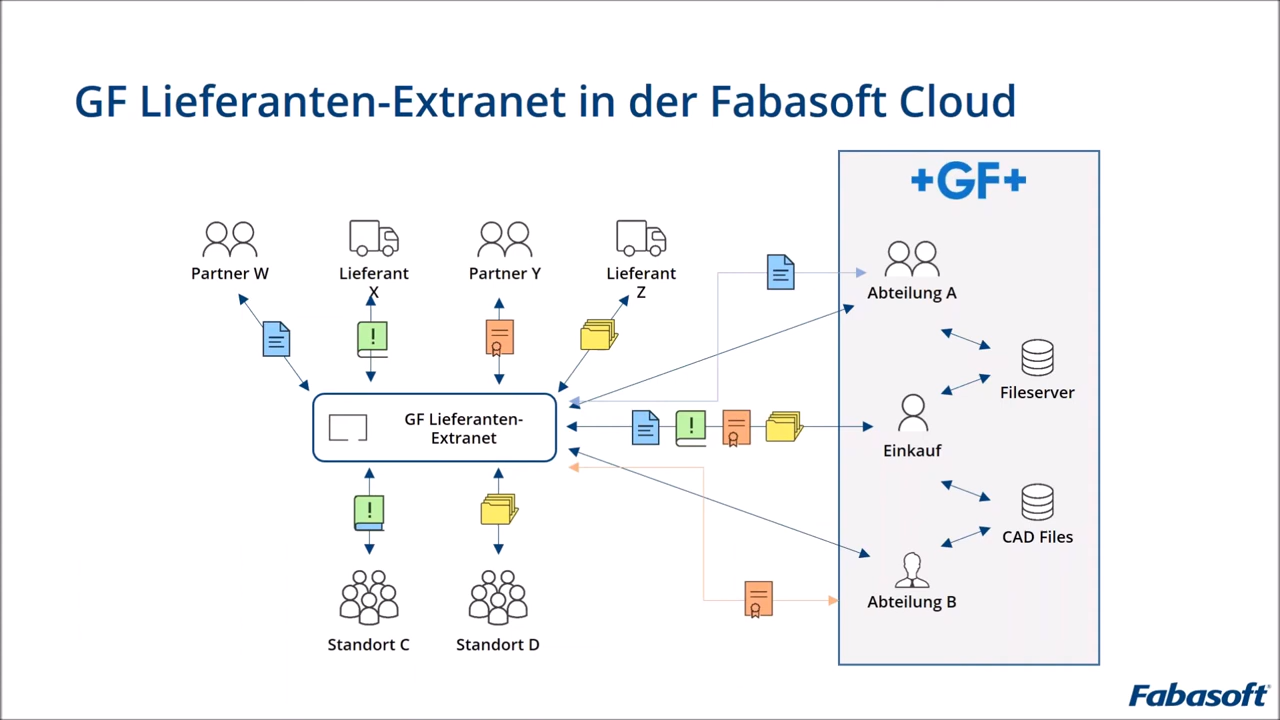 GF Lieferanten-Extranet in der Fabasoft Cloud
+GF+
Partner W
Lieferant
X
Partner Y
Lieferant
Z
Abteilung A
Fileserver
GF Lieferanten-
Extranet
!
!
Einkauf
!
CAD Files
Abteilung B
Standort C
Standort D
Fabasoft®